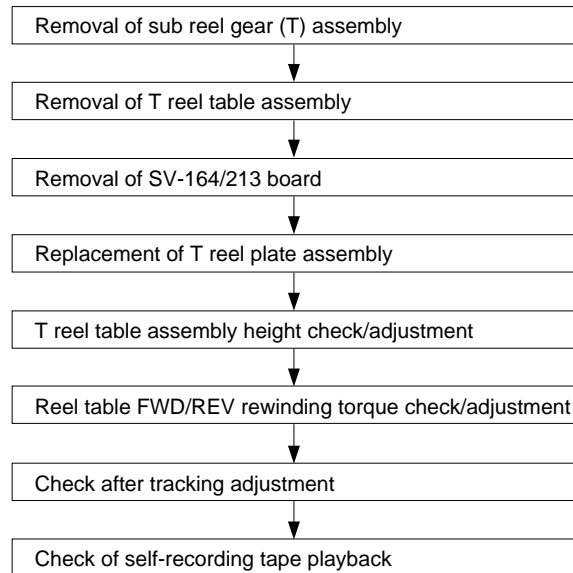 Removal of sub reel gear (T) assembly
Removal of T reel table assembly
Removal of SV-164/213 board
Replacement of T reel plate assembly
T reel table assembly height check/adjustment
Reel table FWD/REV rewinding torque check/adjustment
Check after tracking adjustment
Check of self-recording tape playback